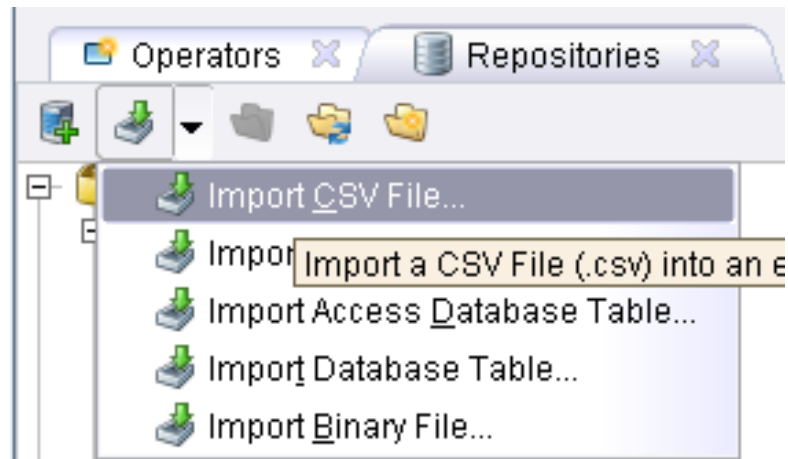 Operators
Repositories
Import CSV File...
Import a CSV File (.csv) into an
Import Access Database Table...
Import Database Table...
Import Binary File...